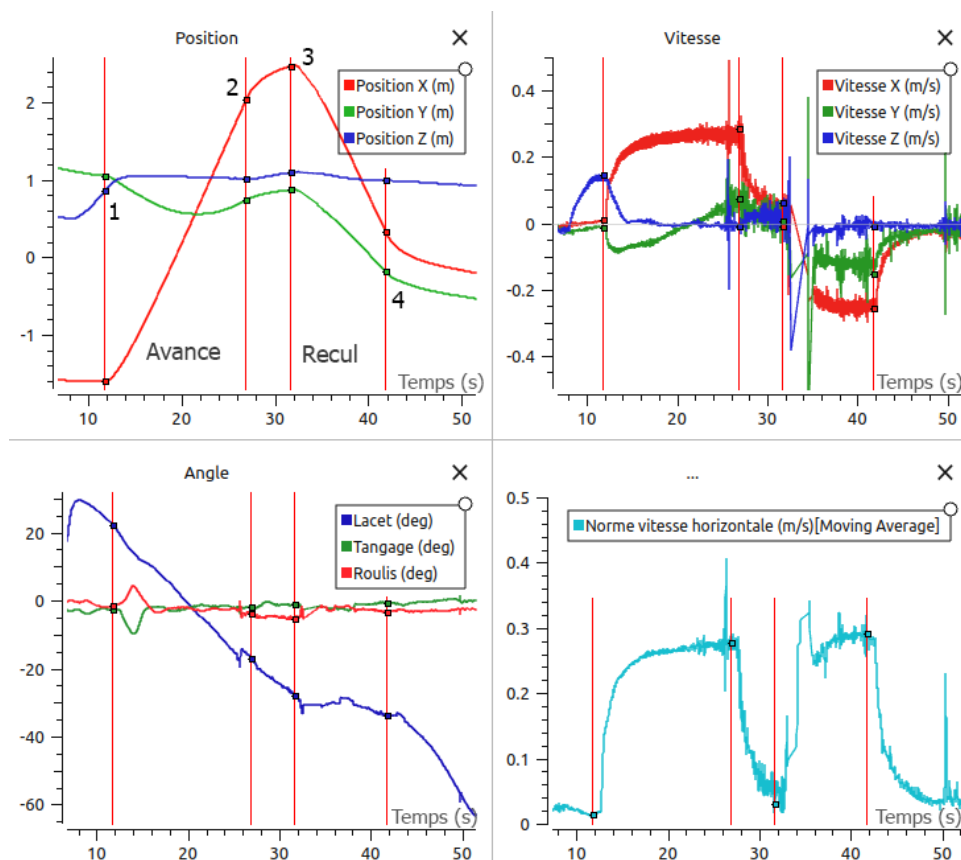 Position
Position X (m)
Position Y (m)
Position Z (m)
2
1
0
-1
1
2
3
4
Avance
Recul
Temps (s)
10 20 30 40 50
Vitesse
Vitesse X (m/s)
Vitesse Y (m/s)
Vitesse Z (m/s)
0.4
0.2
0
-0.2
-0.4
Temps (s)
10 20 30 40 50
Angle
Lacet (deg)
Tangage (deg)
Roulis (deg)
20
0
-20
-40
-60
Temps (s)
10 20 30 40 50
...
Norme vitesse horizontale (m/s)[Moving Average]
0.5
0.4
0.3
0.2
0.1
0
Temps (s)
10 20 30 40 50